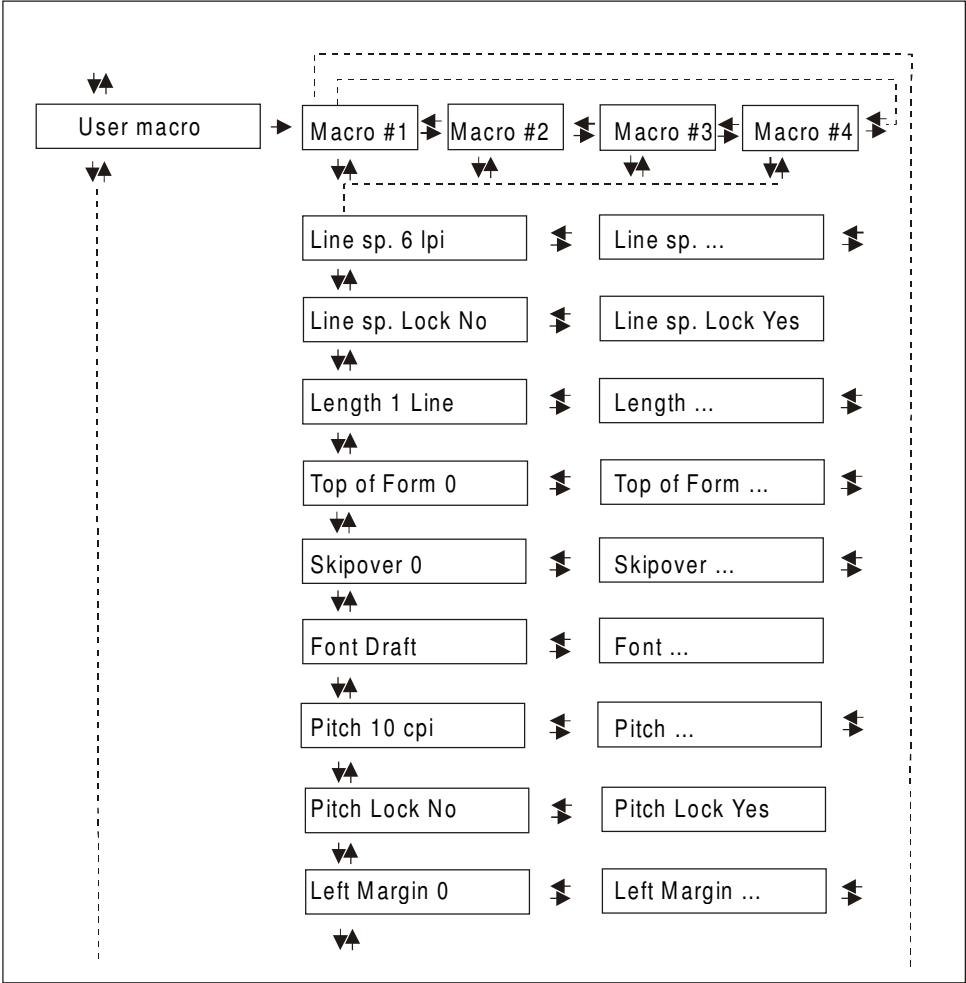 User macro
Macro #1
Macro #2
Macro #3
Macro #4
Line sp. 6 lpi
Line sp. ...
Line sp. Lock No
Line sp. Lock Yes
Length 1 Line
Length ...
Top of Form 0
Top of Form ...
Skipover 0
Skipover ...
Font Draft
Font ...
Pitch 10 cpi
Pitch ...
Pitch Lock No
Pitch Lock Yes
Left Margin 0
Left Margin ...